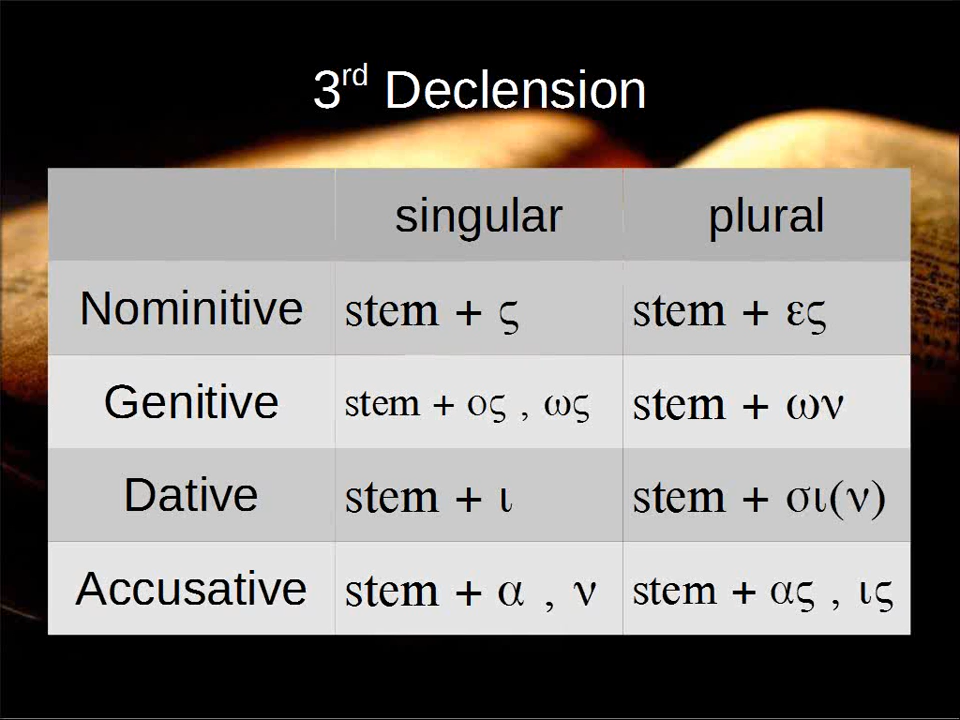 3rd Declension
singular plural
Nominitive stem + ς stem + ες
Genitive stem + ος , ως stem + ων
Dative stem + ι stem + σι(ν)
Accusative stem + α , ν stem + ας , ις